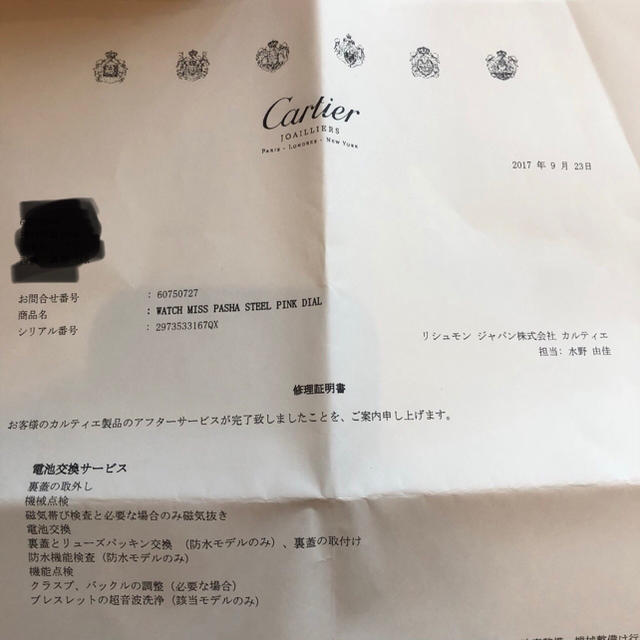 Cartier
JOAILLIERS
PARIS - LONDRES - NEW YORK
2017 年 9 月 23日
お問合せ番号 : 60750727
商品名 : WATCH MISS PASHA STEEL PINK DIAL
シリアル番号 : 2973533167QX
リシュモン ジャパン株式会社 カルティエ
担当: 水野 由佳
修理証明書
お客様のカルティエ製品のアフターサービスが完了致しましたことを、ご案内申し上げます。
電池交換サービス
裏蓋の取外し
機械点検
磁気帯び検査と必要な場合のみ磁気抜き
電池交換
裏蓋とリューズパッキン交換 (防水モデルのみ)、裏蓋の取付け
防水機能検査 (防水モデルのみ)
機能点検
クラスプ、バックルの調整 (必要な場合)
ブレスレットの超音波洗浄 (該当モデルのみ)